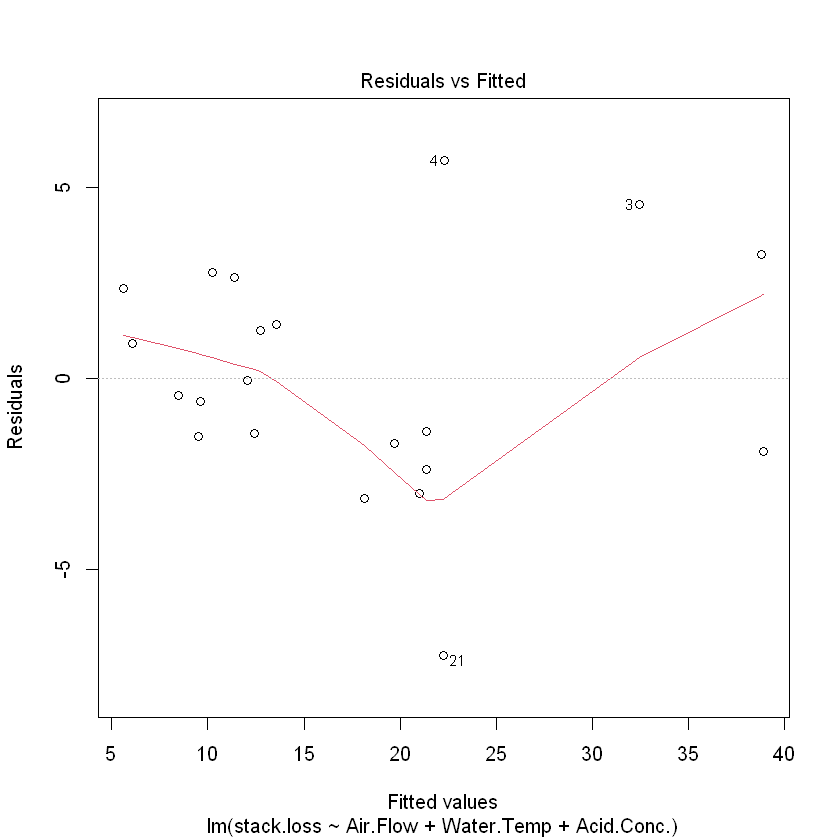 Residuals vs Fitted
4
5
3
0
Residuals
-5
21
5 10 15 20 25 30 35 40
Fitted values
lm(stack.loss ~ Air.Flow + Water.Temp + Acid.Conc.)